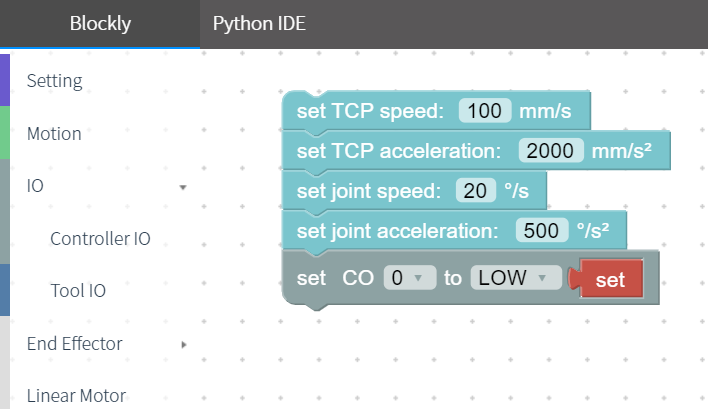 Blockly Python IDE
Setting
Motion
IO
Controller IO
Tool IO
End Effector
Linear Motor
set TCP speed: 100 mm/s
set TCP acceleration: 2000 mm/s²
set joint speed: 20 °/s
set joint acceleration: 500 °/s²
set CO 0 to LOW set